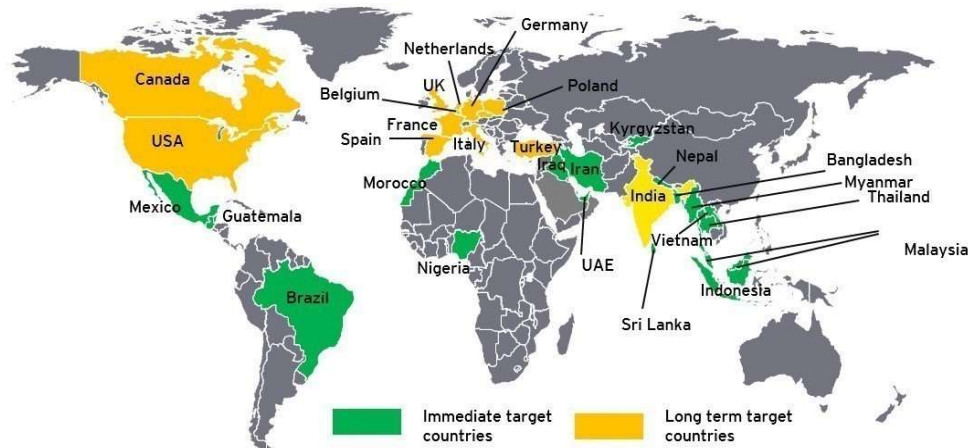 Germany
Netherlands
Canada
UK
Belgium
Poland
USA
France
Spain
Italy
Turkey
Kyrgyzstan
Iraq
Iran
Nepal
Bangladesh
Morocco
Myanmar
India
Thailand
Mexico
Guatemala
Vietnam
Malaysia
Nigeria
UAE
Indonesia
Brazil
Sri Lanka
Immediate target
countries
Long term target
countries